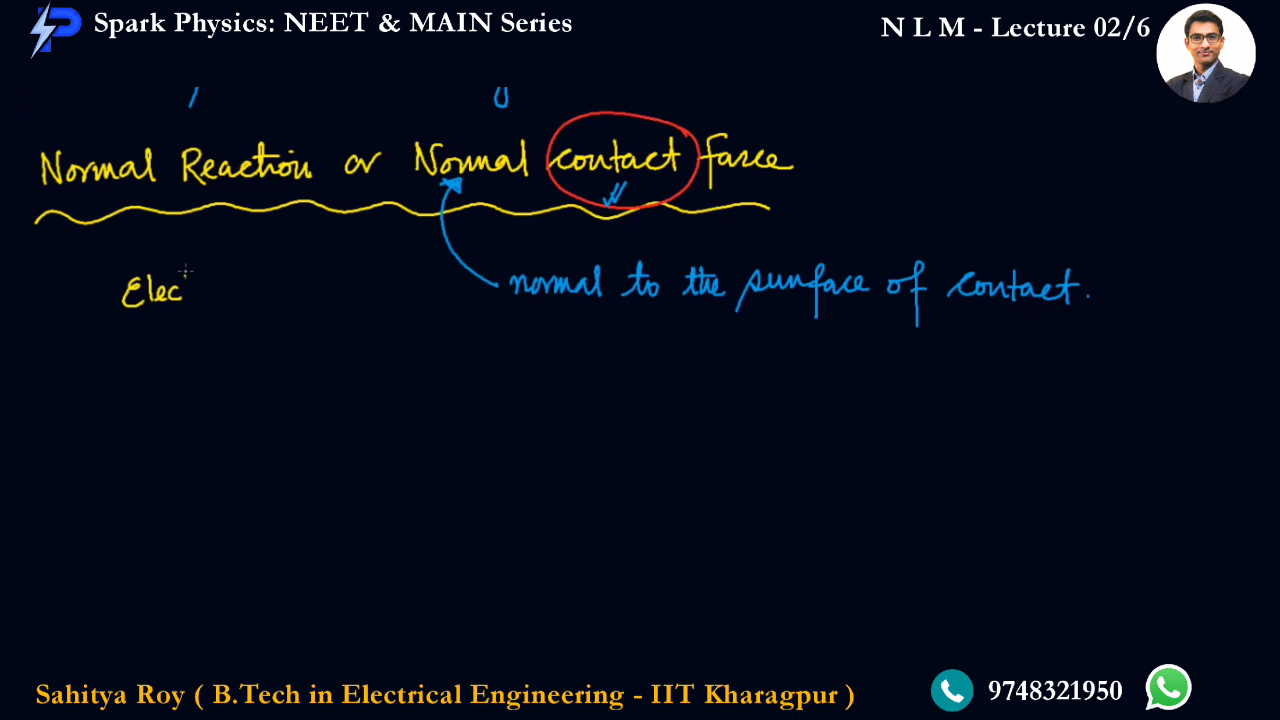 Spark Physics: NEET & MAIN Series
N L M - Lecture 02/6
Normal Reaction or Normal contact force
Elec
normal to the surface of contact.
Sahitya Roy ( B.Tech in Electrical Engineering - IIT Kharagpur )
9748321950